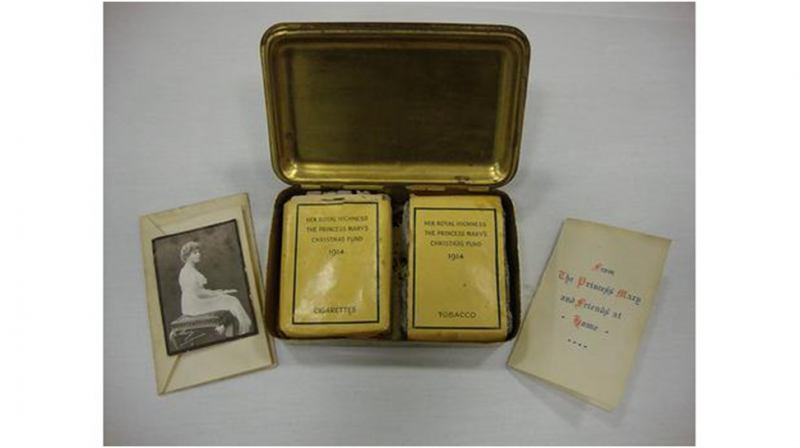 HER ROYAL HIGHNESS
THE PRINCESS MARY'S
CHRISTMAS FUND
1914
CIGARETTES
HER ROYAL HIGHNESS
THE PRINCESS MARY'S
CHRISTMAS FUND
1914
TOBACCO
From
The Princess Mary
and Friends at
Home